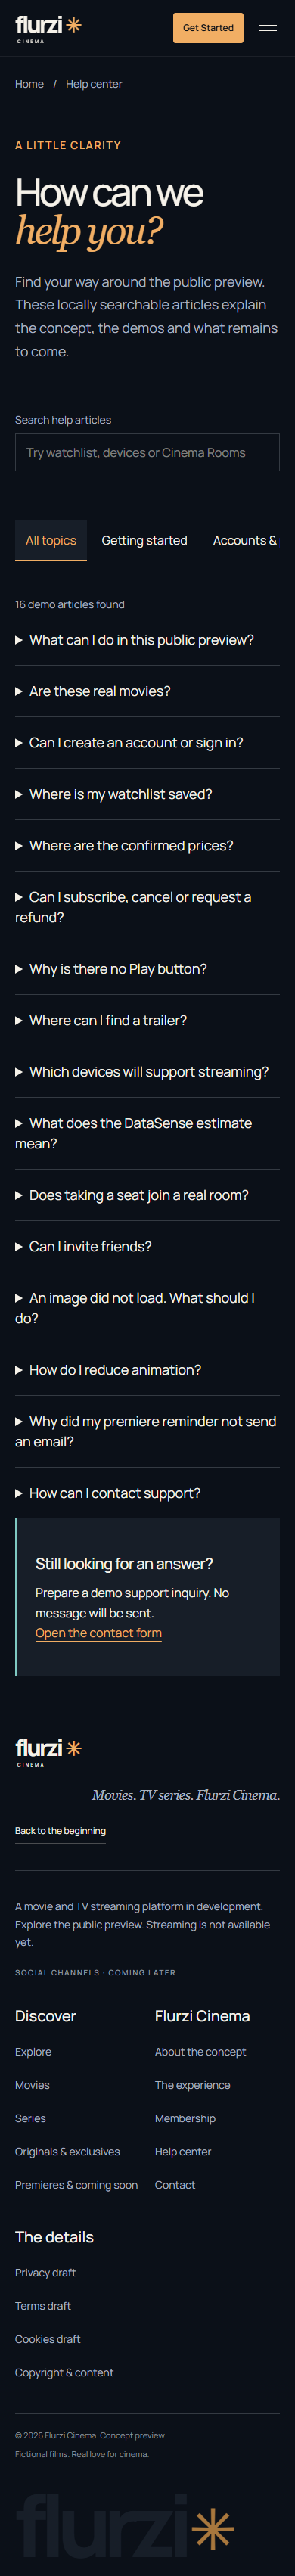 flurzi
CINEMA
Get Started
Home / Help center
A LITTLE CLARITY
How can we
help you?
Find your way around the public preview.
These locally searchable articles explain
the concept, the demos and what remains
to come.
Search help articles
Try watchlist, devices or Cinema Rooms
All topics Getting started Accounts &
16 demo articles found
What can I do in this public preview?
Are these real movies?
Can I create an account or sign in?
Where is my watchlist saved?
Where are the confirmed prices?
Can I subscribe, cancel or request a
refund?
Why is there no Play button?
Where can I find a trailer?
Which devices will support streaming?
What does the DataSense estimate
mean?
Does taking a seat join a real room?
Can I invite friends?
An image did not load. What should I
do?
How do I reduce animation?
Why did my premiere reminder not send
an email?
How can I contact support?
Still looking for an answer?
Prepare a demo support inquiry. No
message will be sent.
Open the contact form
flurzi
CINEMA
Movies. TV series. Flurzi Cinema.
Back to the beginning
A movie and TV streaming platform in development.
Explore the public preview. Streaming is not available
yet.
SOCIAL CHANNELS · COMING LATER
Discover
Explore
Movies
Series
Originals & exclusives
Premieres & coming soon
Flurzi Cinema
About the concept
The experience
Membership
Help center
Contact
The details
Privacy draft
Terms draft
Cookies draft
Copyright & content
© 2026 Flurzi Cinema. Concept preview.
Fictional films. Real love for cinema.
flurzi